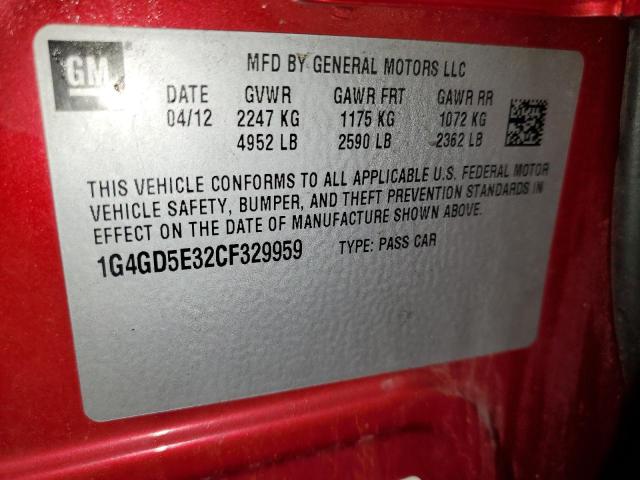 GM
MFD BY GENERAL MOTORS LLC
DATE GVWR GAWR FRT GAWR RR
04/12 2247 KG 1175 KG 1072 KG
4952 LB 2590 LB 2362 LB
THIS VEHICLE CONFORMS TO ALL APPLICABLE U.S. FEDERAL MOTOR
VEHICLE SAFETY, BUMPER, AND THEFT PREVENTION STANDARDS IN
EFFECT ON THE DATE OF MANUFACTURE SHOWN ABOVE.
1G4GD5E32CF329959 TYPE: PASS CAR